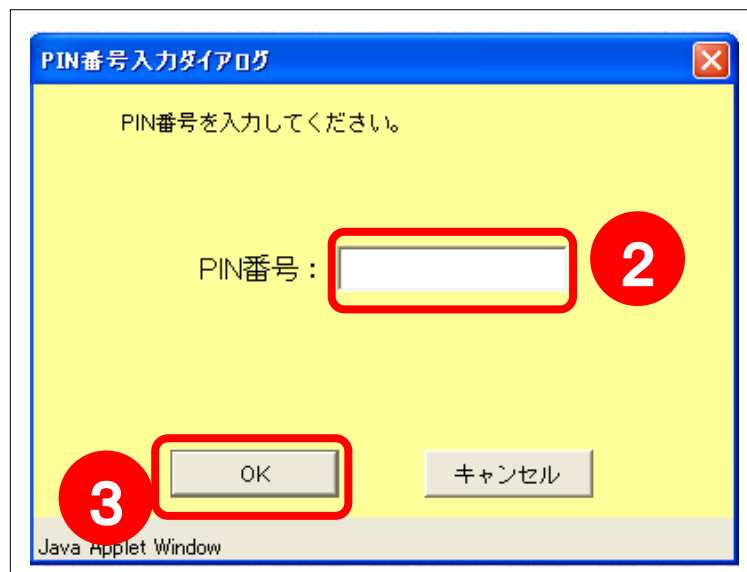 PIN番号入力ダイアログ
PIN番号を入力してください。
PIN番号：
2
3
OK
キャンセル
Java Applet Window